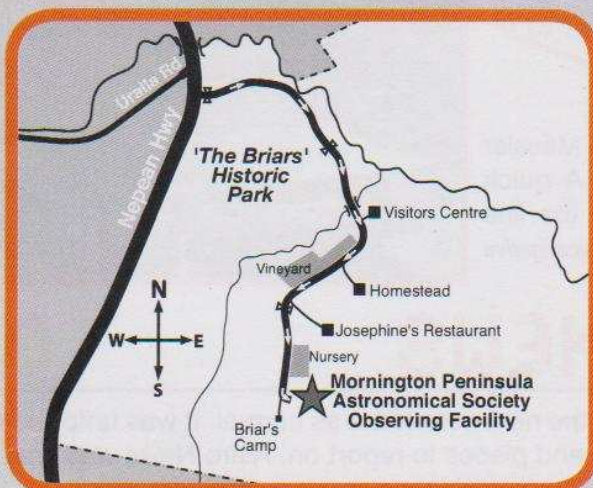 Uralla Rd
Nepean Hwy
'The Briars'
Historic
Park
Visitors Centre
Vineyard
Homestead
N
W E
S
Josephine's Restaurant
Nursery
Mornington Peninsula
Astronomical Society
Observing Facility
Briar's
Camp